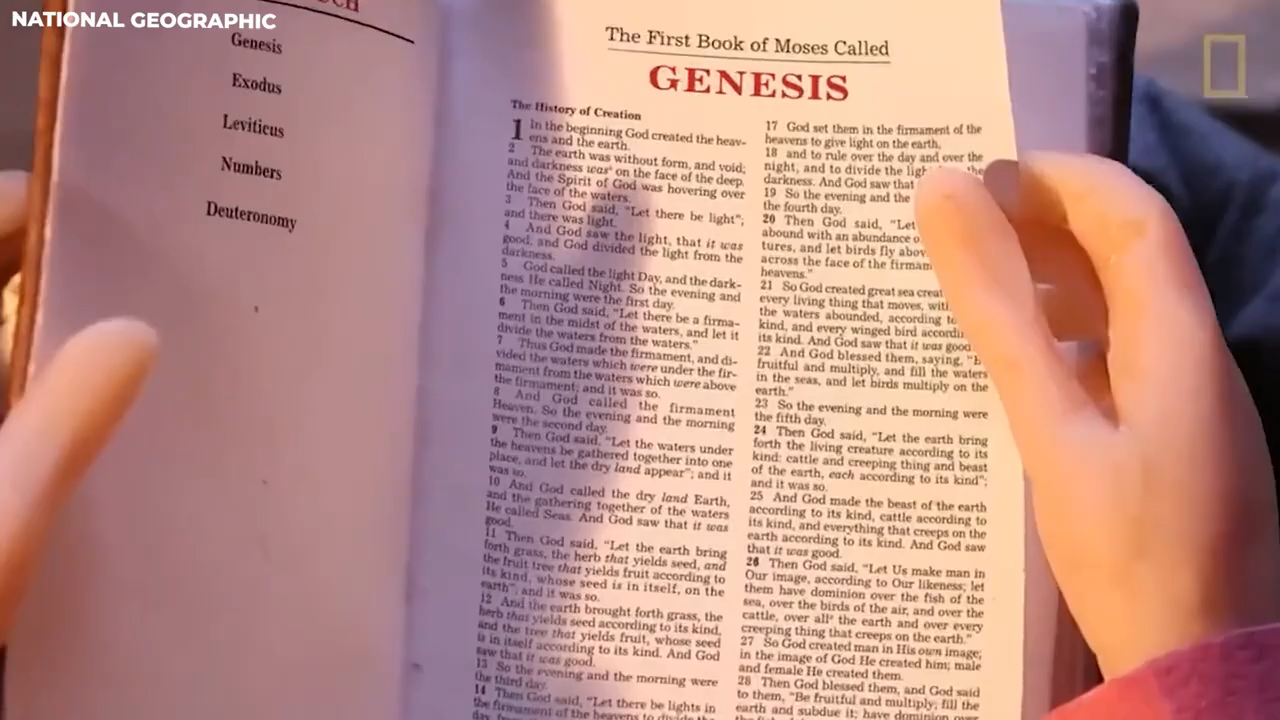 NATIONAL GEOGRAPHIC
Genesis
Exodus
Leviticus
Numbers
Deuteronomy
The First Book of Moses Called
GENESIS
The History of Creation
1 In the beginning God created the heav-
ens and the earth.
2 The earth was without form, and void;
and darkness was on the face of the deep.
And the Spirit of God was hovering over
the face of the waters.
3 Then God said, "Let there be light";
and there was light.
4 And God saw the light, that it was
good; and God divided the light from the
darkness.
5 God called the light Day, and the dark-
ness He called Night. So the evening and
the morning were the first day.
6 Then God said, "Let there be a firma-
ment in the midst of the waters, and let it
divide the waters from the waters."
7 Thus God made the firmament, and di-
vided the waters which were under the fir-
mament from the waters which were above
the firmament; and it was so.
8 And God called the firmament
Heaven. So the evening and the morning
were the second day.
9 Then God said, "Let the waters under
the heavens be gathered together into one
place, and let the dry land appear"; and it
was so.
10 And God called the dry land Earth,
and the gathering together of the waters
He called Seas. And God saw that it was
good.
11 Then God said, "Let the earth bring
forth grass, the herb that yields seed, and
the fruit tree that yields fruit according to
its kind, whose seed is in itself, on the
earth"; and it was so.
12 And the earth brought forth grass, the
herb that yields seed according to its kind,
and the tree that yields fruit, whose seed
is in itself according to its kind. And God
saw that it was good.
13 So the evening and the morning were
the third day.
14 Then God said, "Let there be lights in
the firmament of the heavens to divide the
17 God set them in the firmament of the
heavens to give light on the earth,
18 and to rule over the day and over the
night, and to divide the the
darkness. And God saw that
19 So the evening and the
the fourth day.
20 Then God said, "Let
abound with an abundance
tures, and let birds fly
across the face of the
heavens."
21 So God created great sea
every living thing that moves,
the waters abounded, according to
kind, and every winged bird
its kind. And God saw that it was good.
22 And God blessed them, saying,
fruitful and multiply, and fill the waters
in the seas, and let birds multiply on the
earth."
23 So the evening and the morning were
the fifth day.
24 Then God said, "Let the earth bring
forth the living creature according to its
kind: cattle and creeping thing and beast
of the earth, each according to its kind";
and it was so.
25 And God made the beast of the earth
according to its kind, cattle according to
its kind, and everything that creeps on the
earth according to its kind. And God saw
that it was good.
26 Then God said, "Let Us make man in
Our image, according to Our likeness; let
them have dominion over the fish of the
sea, over the birds of the air, and over the
cattle, over all the earth and over every
creeping thing that creeps on the earth."
27 So God created man in His own image;
in the image of God He created him; male
and female He created them.
28 Then God blessed them, and God said
to them, "Be fruitful and multiply; fill the
earth and subdue it; have dominion over